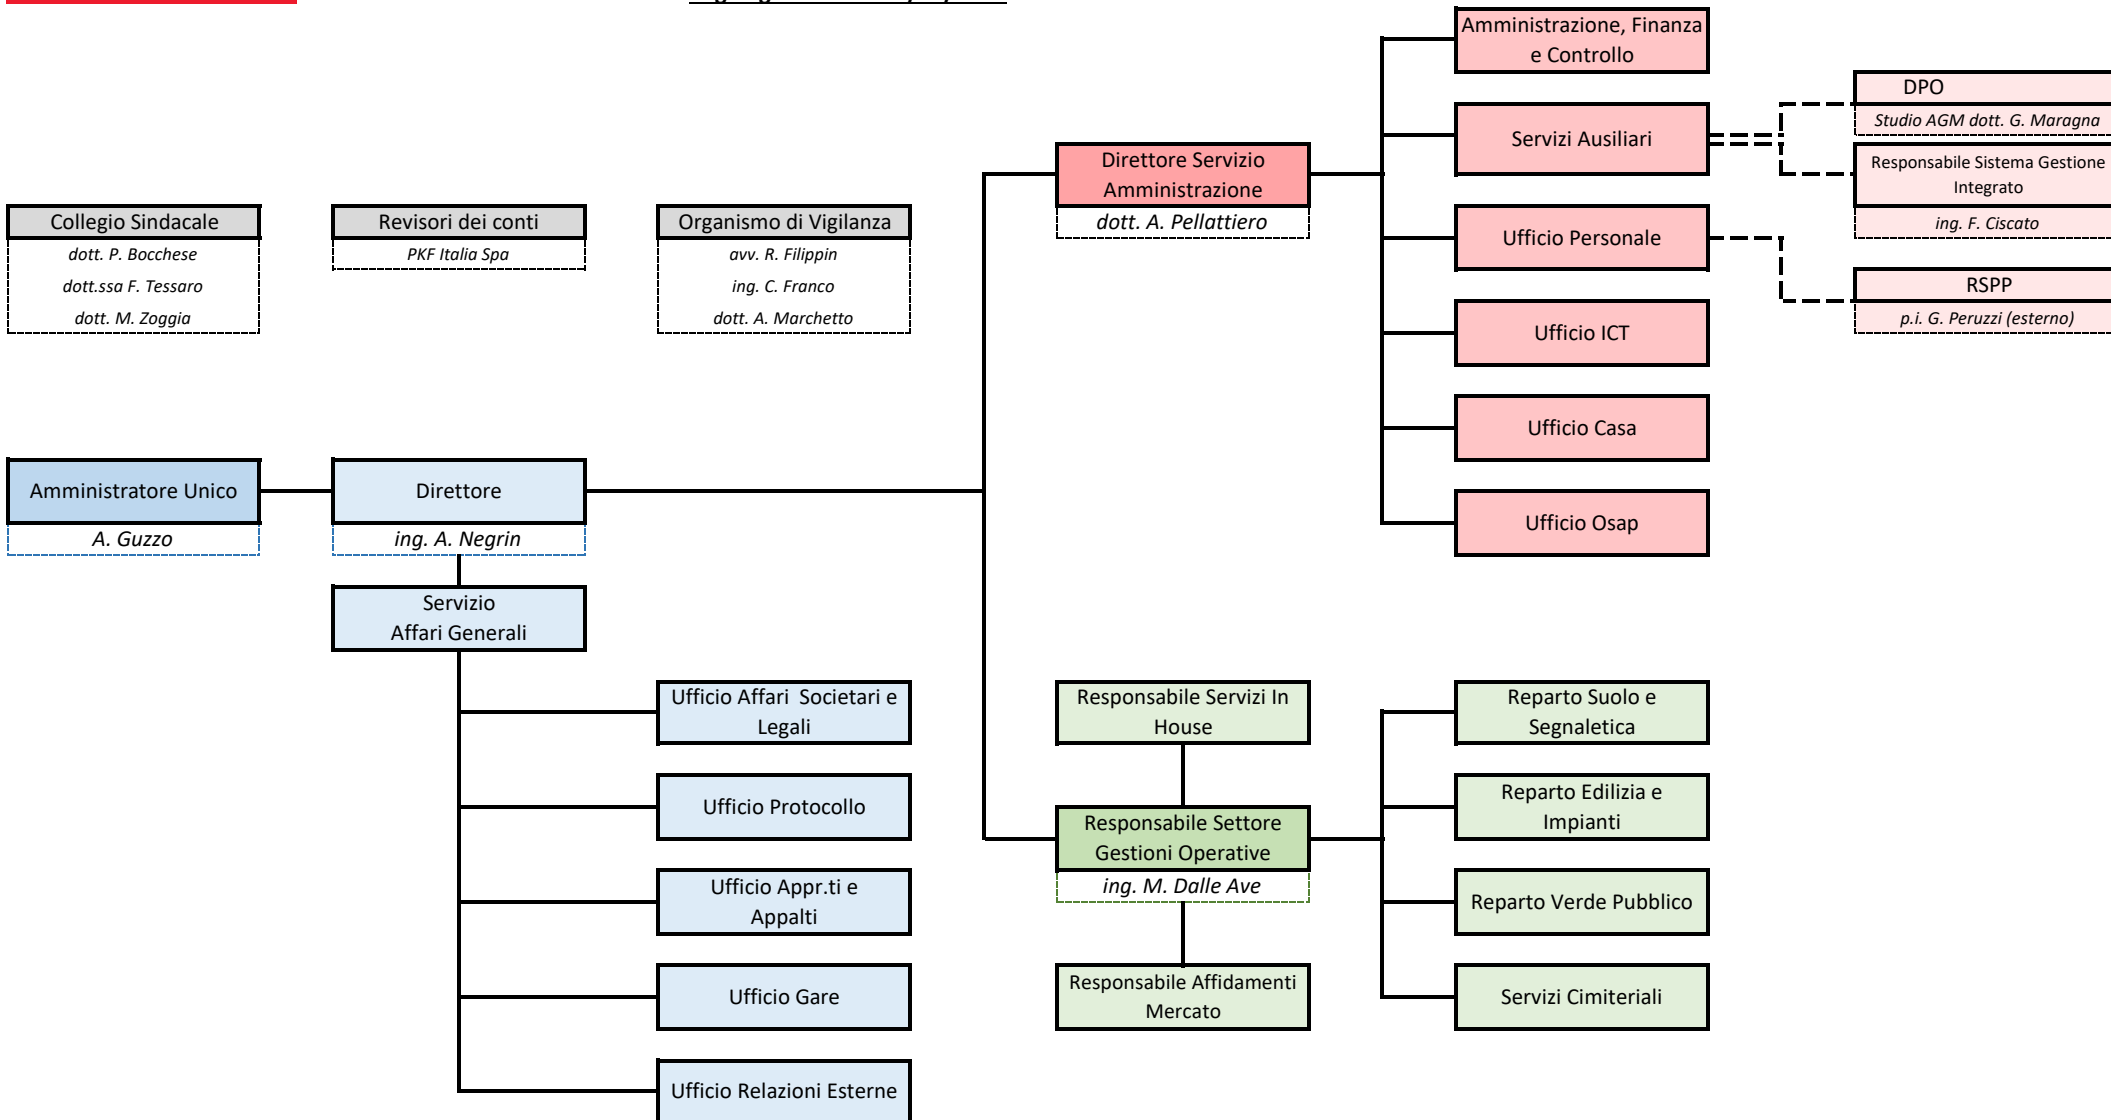 Amministrazione, Finanza
e Controllo
DPO
Studio AGM dott. G. Maragna
Servizi Ausiliari
Direttore Servizio
Amministrazione
dott. A. Pellattiero
Responsabile Sistema Gestione
Integrato
ing. F. Ciscato
Collegio Sindacale
dott. P. Bocchese
dott.ssa F. Tessaro
dott. M. Zoggia
Revisori dei conti
PKF Italia Spa
Organismo di Vigilanza
avv. R. Filippin
ing. C. Franco
dott. A. Marchetto
Ufficio Personale
RSPP
p.i. G. Peruzzi (esterno)
Ufficio ICT
Ufficio Casa
Ufficio Osap
Amministratore Unico
A. Guzzo
Direttore
ing. A. Negrin
Servizio
Affari Generali
Ufficio Affari  Societari e
Legali
Ufficio Protocollo
Ufficio Appr.ti e
Appalti
Ufficio Gare
Ufficio Relazioni Esterne
Responsabile Servizi In
House
Responsabile Settore
Gestioni Operative
ing. M. Dalle Ave
Responsabile Affidamenti
Mercato
Reparto Suolo e
Segnaletica
Reparto Edilizia e
Impianti
Reparto Verde Pubblico
Servizi Cimiteriali